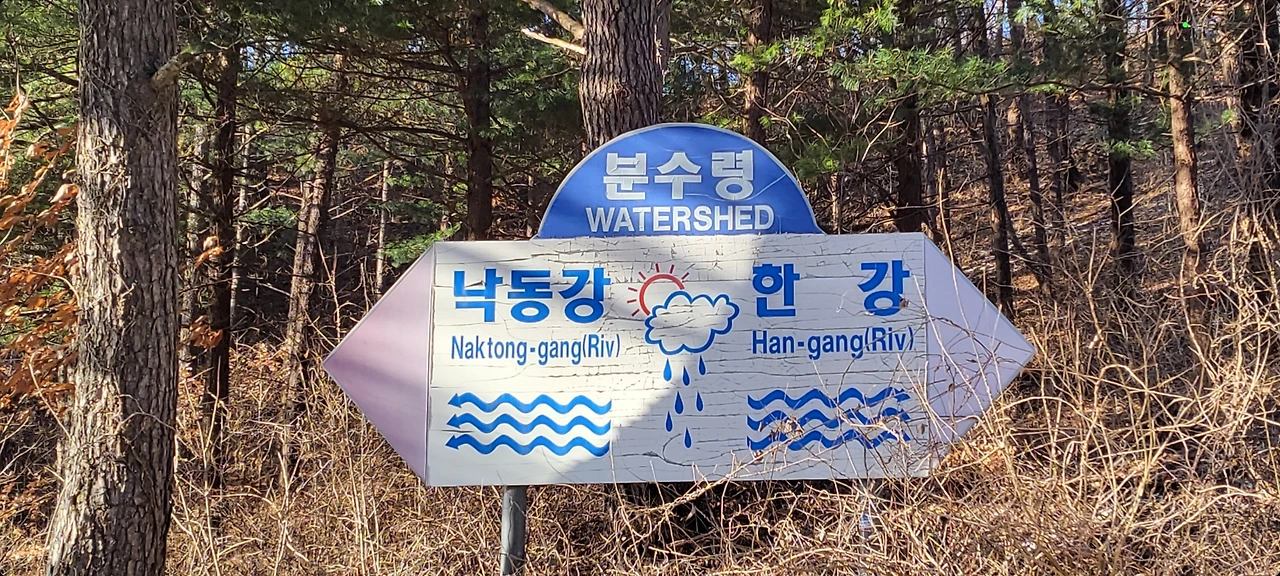 분수령
WATERSHED
낙동강
Naktong-gang(Riv)
한 강
Han-gang(Riv)